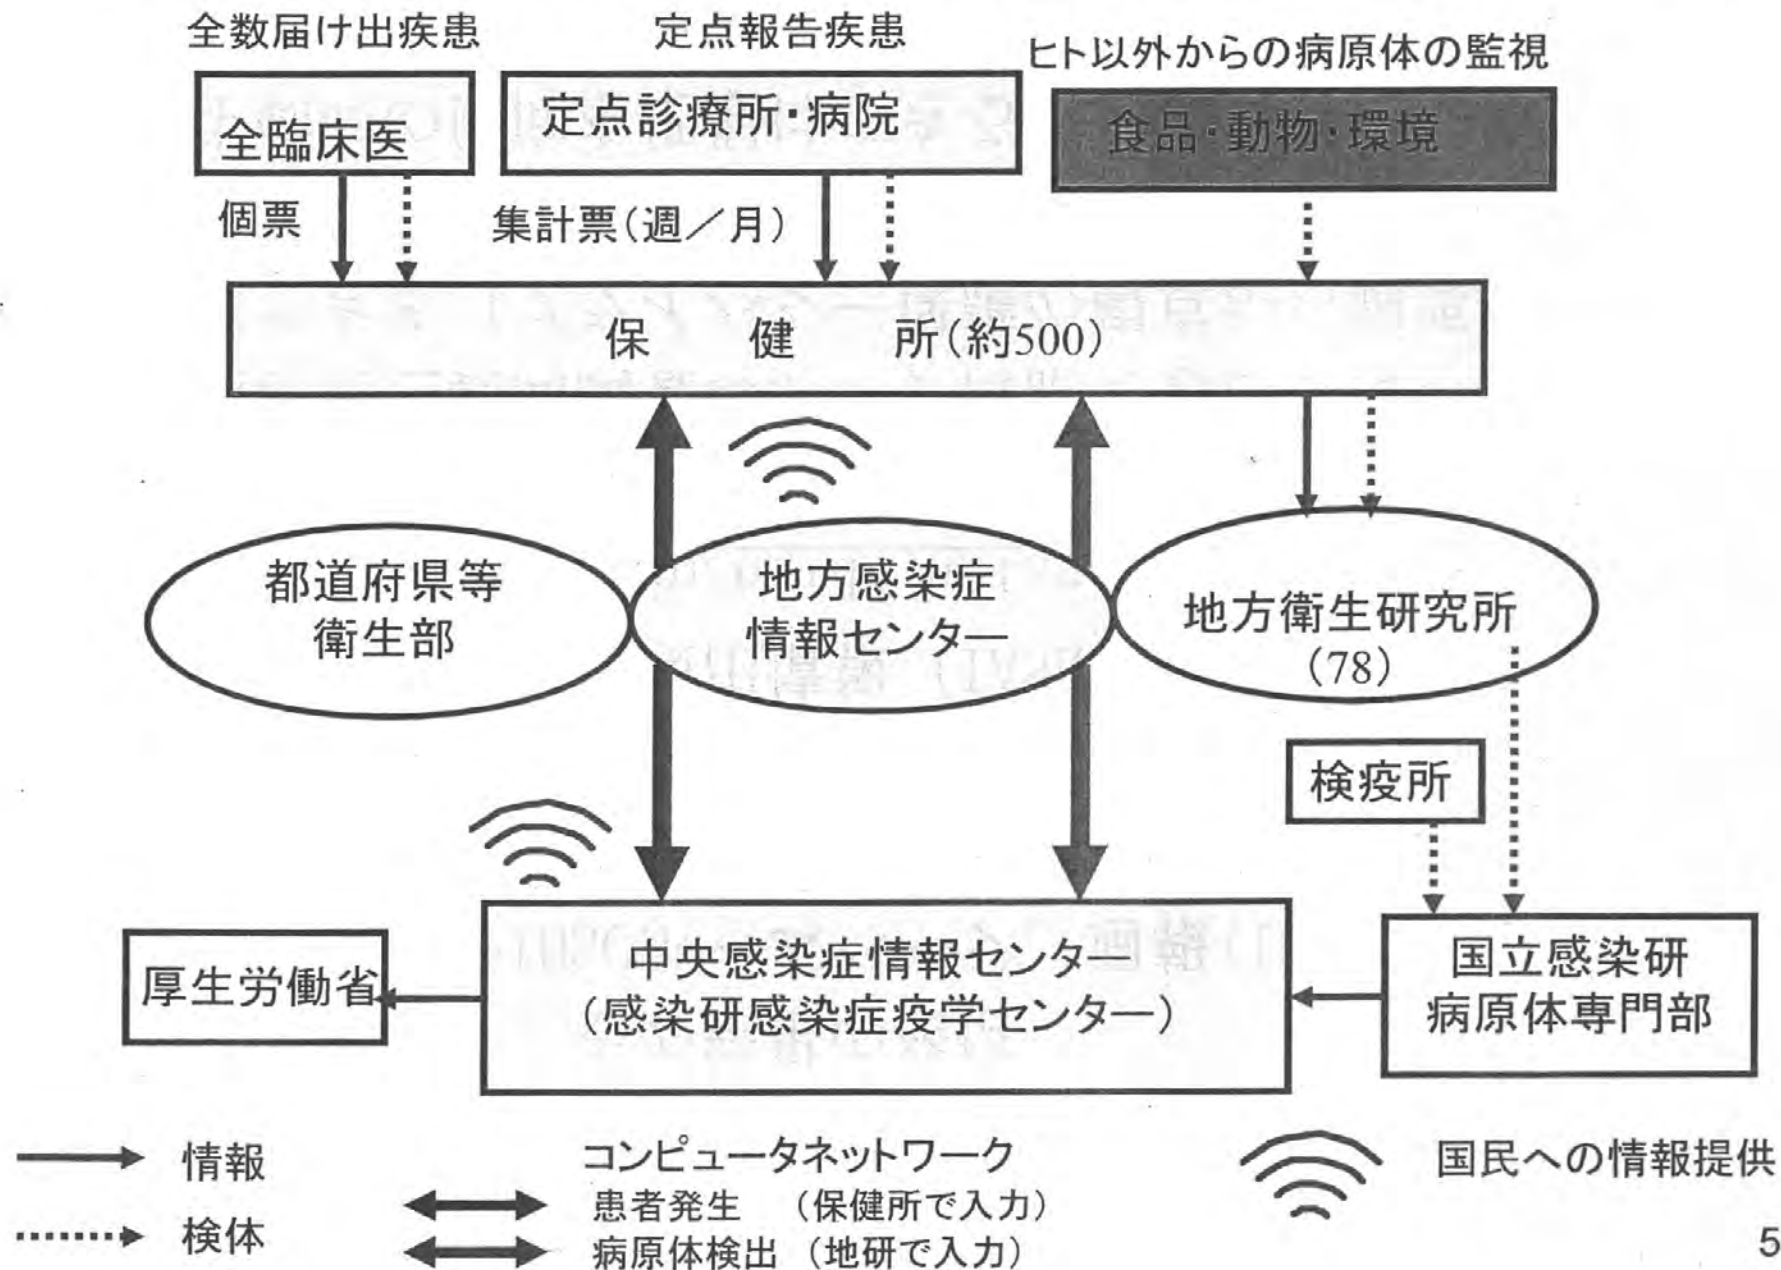 全数届け出疾患
定点報告疾患
ヒト以外からの病原体の監視
全臨床医
定点診療所・病院
食品・動物・環境
個票
集計票（週／月）
保 健 所（約500）
都道府県等
衛生部
地方感染症
情報センター
地方衛生研究所
（78）
検疫所
厚生労働省
中央感染症情報センター
（感染研感染症疫学センター）
国立感染研
病原体専門部
情報
検体
コンピュータネットワーク
患者発生 （保健所で入力）
病原体検出 （地研で入力）
国民への情報提供
5